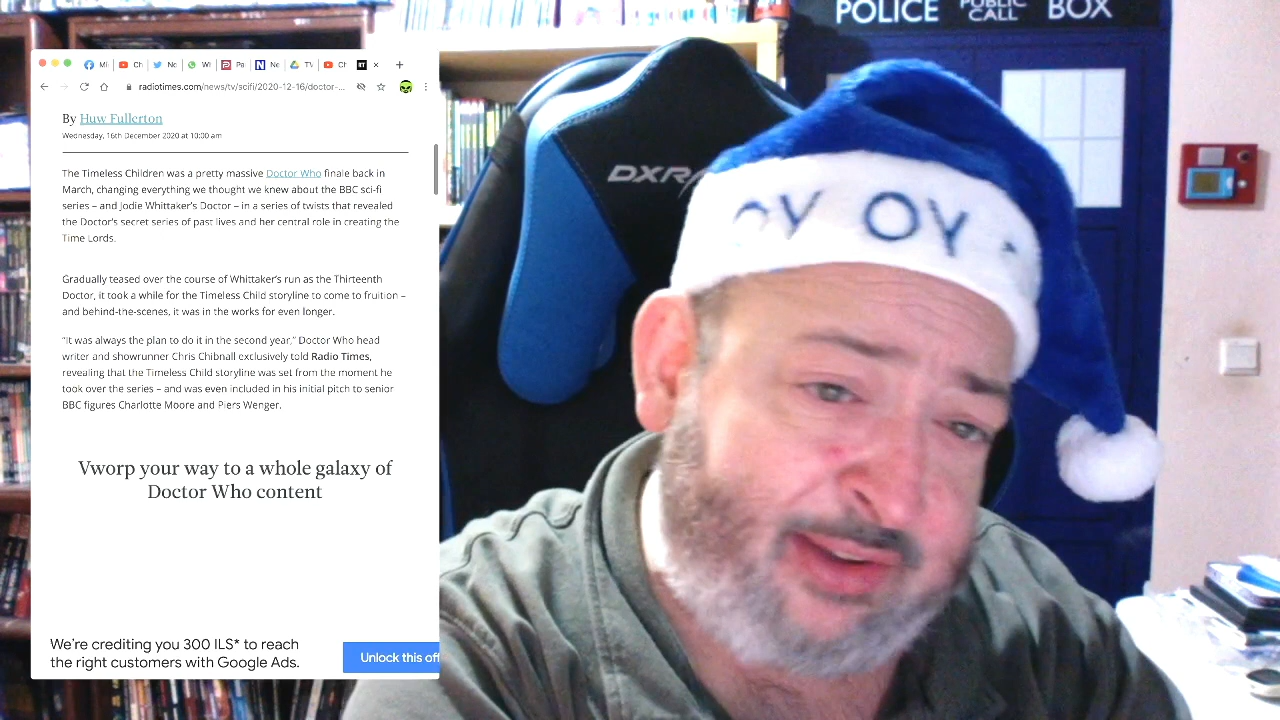 POLICE PUBLIC CALL BOX
DXR
OY OY
radiotimes.com/news/tv/scifi/2020-12-16/doctor-...
By Huw Fullerton
Wednesday, 16th December 2020 at 10:00 am
The Timeless Children was a pretty massive Doctor Who finale back in
March, changing everything we thought we knew about the BBC sci-fi
series – and Jodie Whittaker's Doctor – in a series of twists that revealed
the Doctor's secret series of past lives and her central role in creating the
Time Lords.
Gradually teased over the course of Whittaker's run as the Thirteenth
Doctor, it took a while for the Timeless Child storyline to come to fruition –
and behind-the-scenes, it was in the works for even longer.
"It was always the plan to do it in the second year," Doctor Who head
writer and showrunner Chris Chibnall exclusively told Radio Times,
revealing that the Timeless Child storyline was set from the moment he
took over the series – and was even included in his initial pitch to senior
BBC figures Charlotte Moore and Piers Wenger.
Vworp your way to a whole galaxy of
Doctor Who content
We're crediting you 300 ILS* to reach
the right customers with Google Ads.
Unlock this off